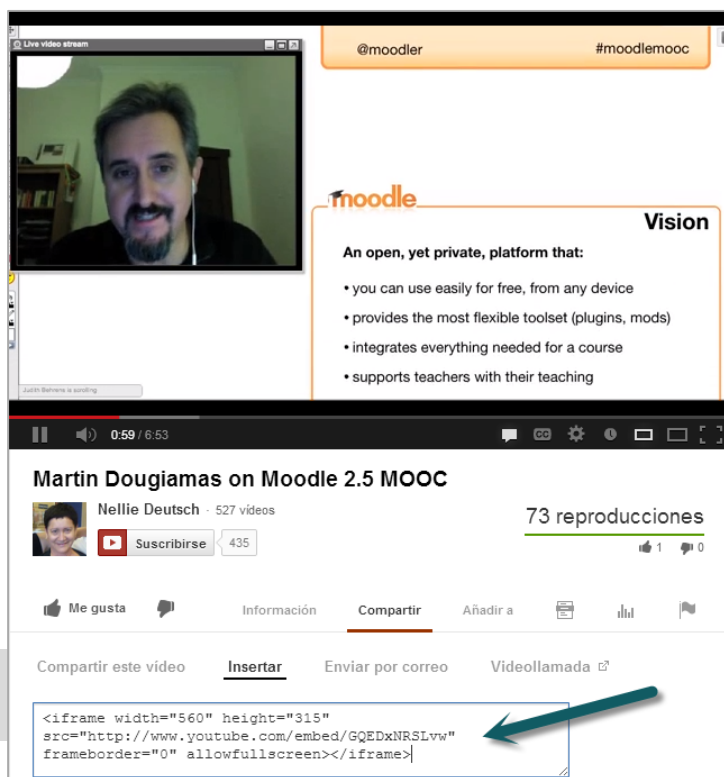 Live video stream
@moodler #moodlemooc
moodle
Vision
An open, yet private, platform that:
• you can use easily for free, from any device
• provides the most flexible toolset (plugins, mods)
• integrates everything needed for a course
• supports teachers with their teaching
Judith Behrens is scrolling
0:59 / 6:53
CC
Martin Dougiamas on Moodle 2.5 MOOC
Nellie Deutsch · 527 vídeos
73 reproducciones
Suscribirse 435
1 0
Me gusta Información Compartir Añadir a
Compartir este vídeo Insertar Enviar por correo Videollamada
<iframe width="560" height="315"
src="http://www.youtube.com/embed/GQEDxNRSLvw"
frameborder="0" allowfullscreen></iframe>